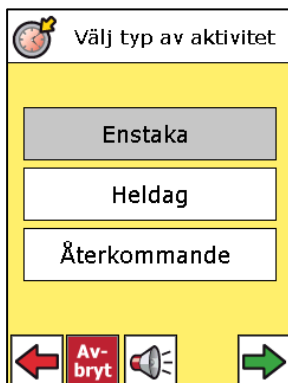 Välj typ av aktivitet
Enstaka
Heldag
Återkommande
Av-
bryt